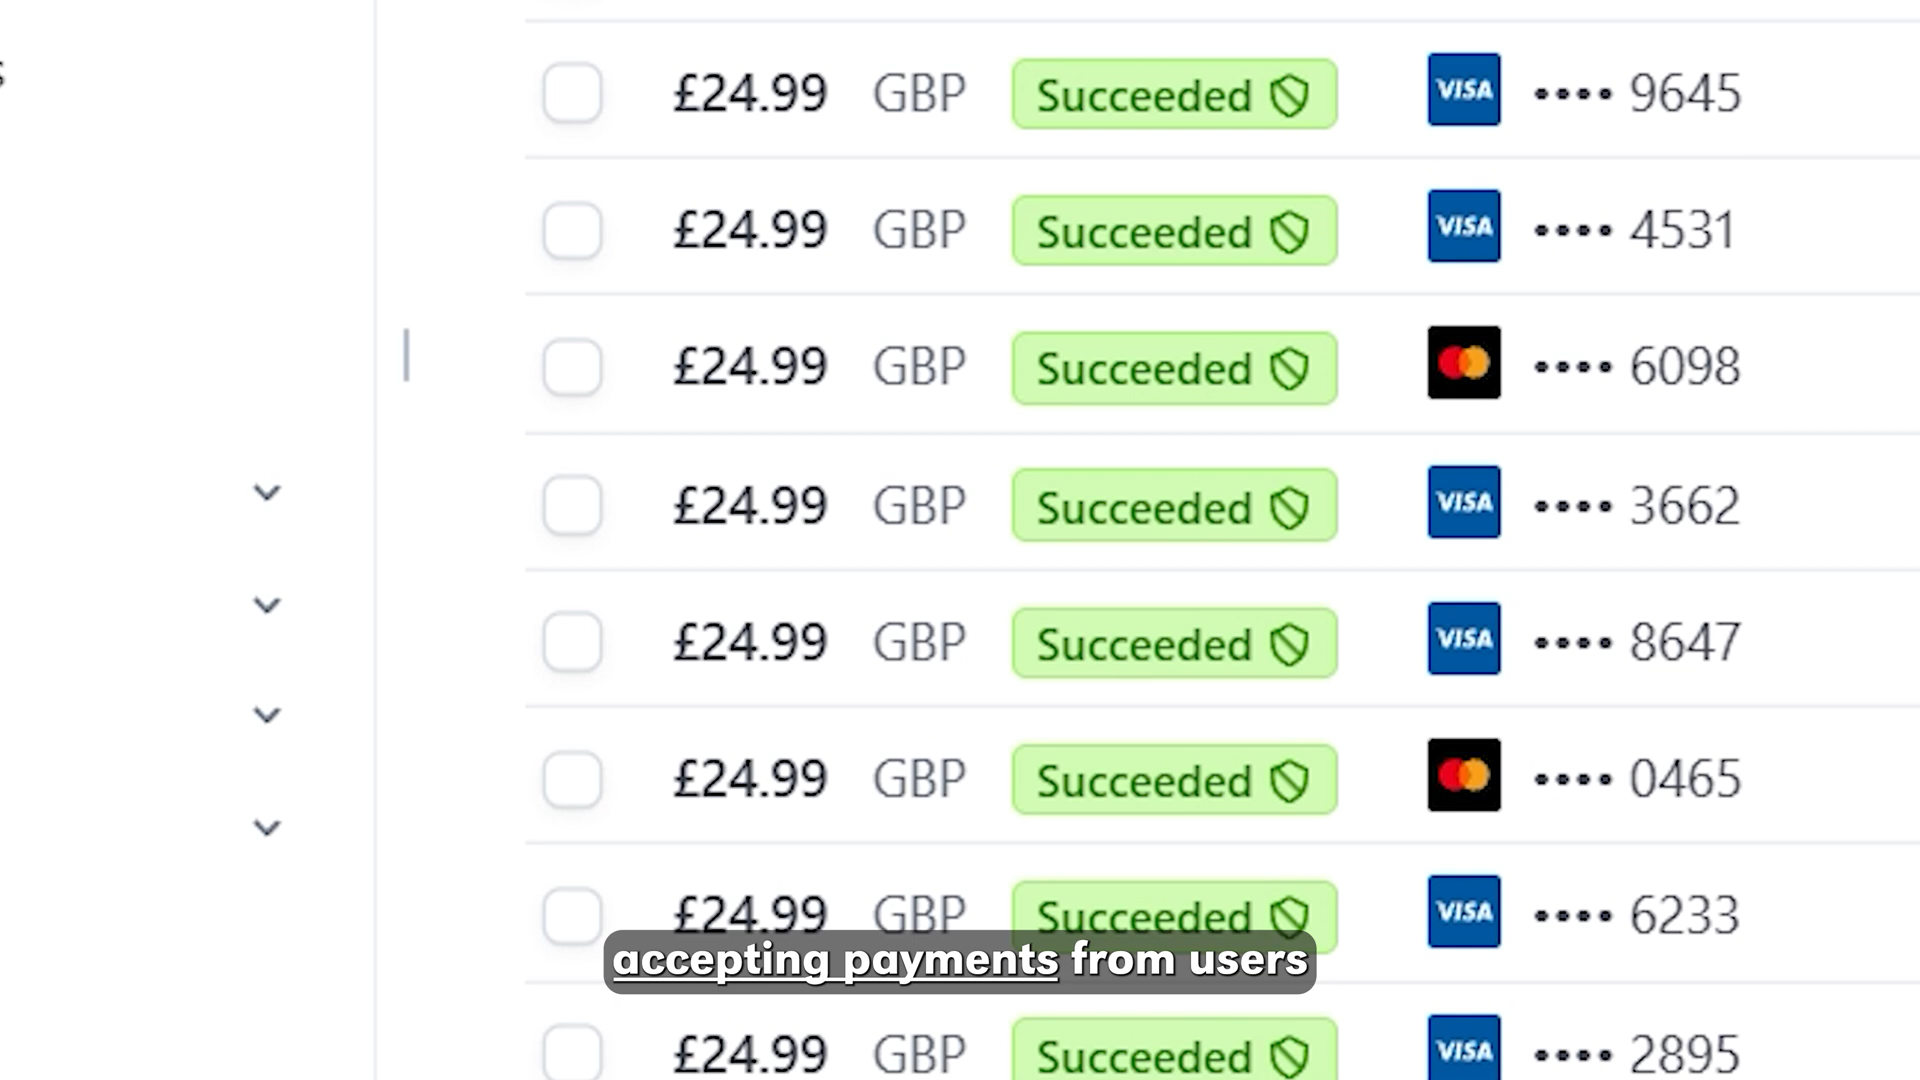 £24.99 GBP Succeeded VISA •••• 9645
£24.99 GBP Succeeded VISA •••• 4531
£24.99 GBP Succeeded •••• 6098
£24.99 GBP Succeeded VISA •••• 3662
£24.99 GBP Succeeded VISA •••• 8647
£24.99 GBP Succeeded •••• 0465
£24.99 GBP Succeeded VISA •••• 6233
accepting payments from users
£24.99 GBP Succeeded VISA •••• 2895